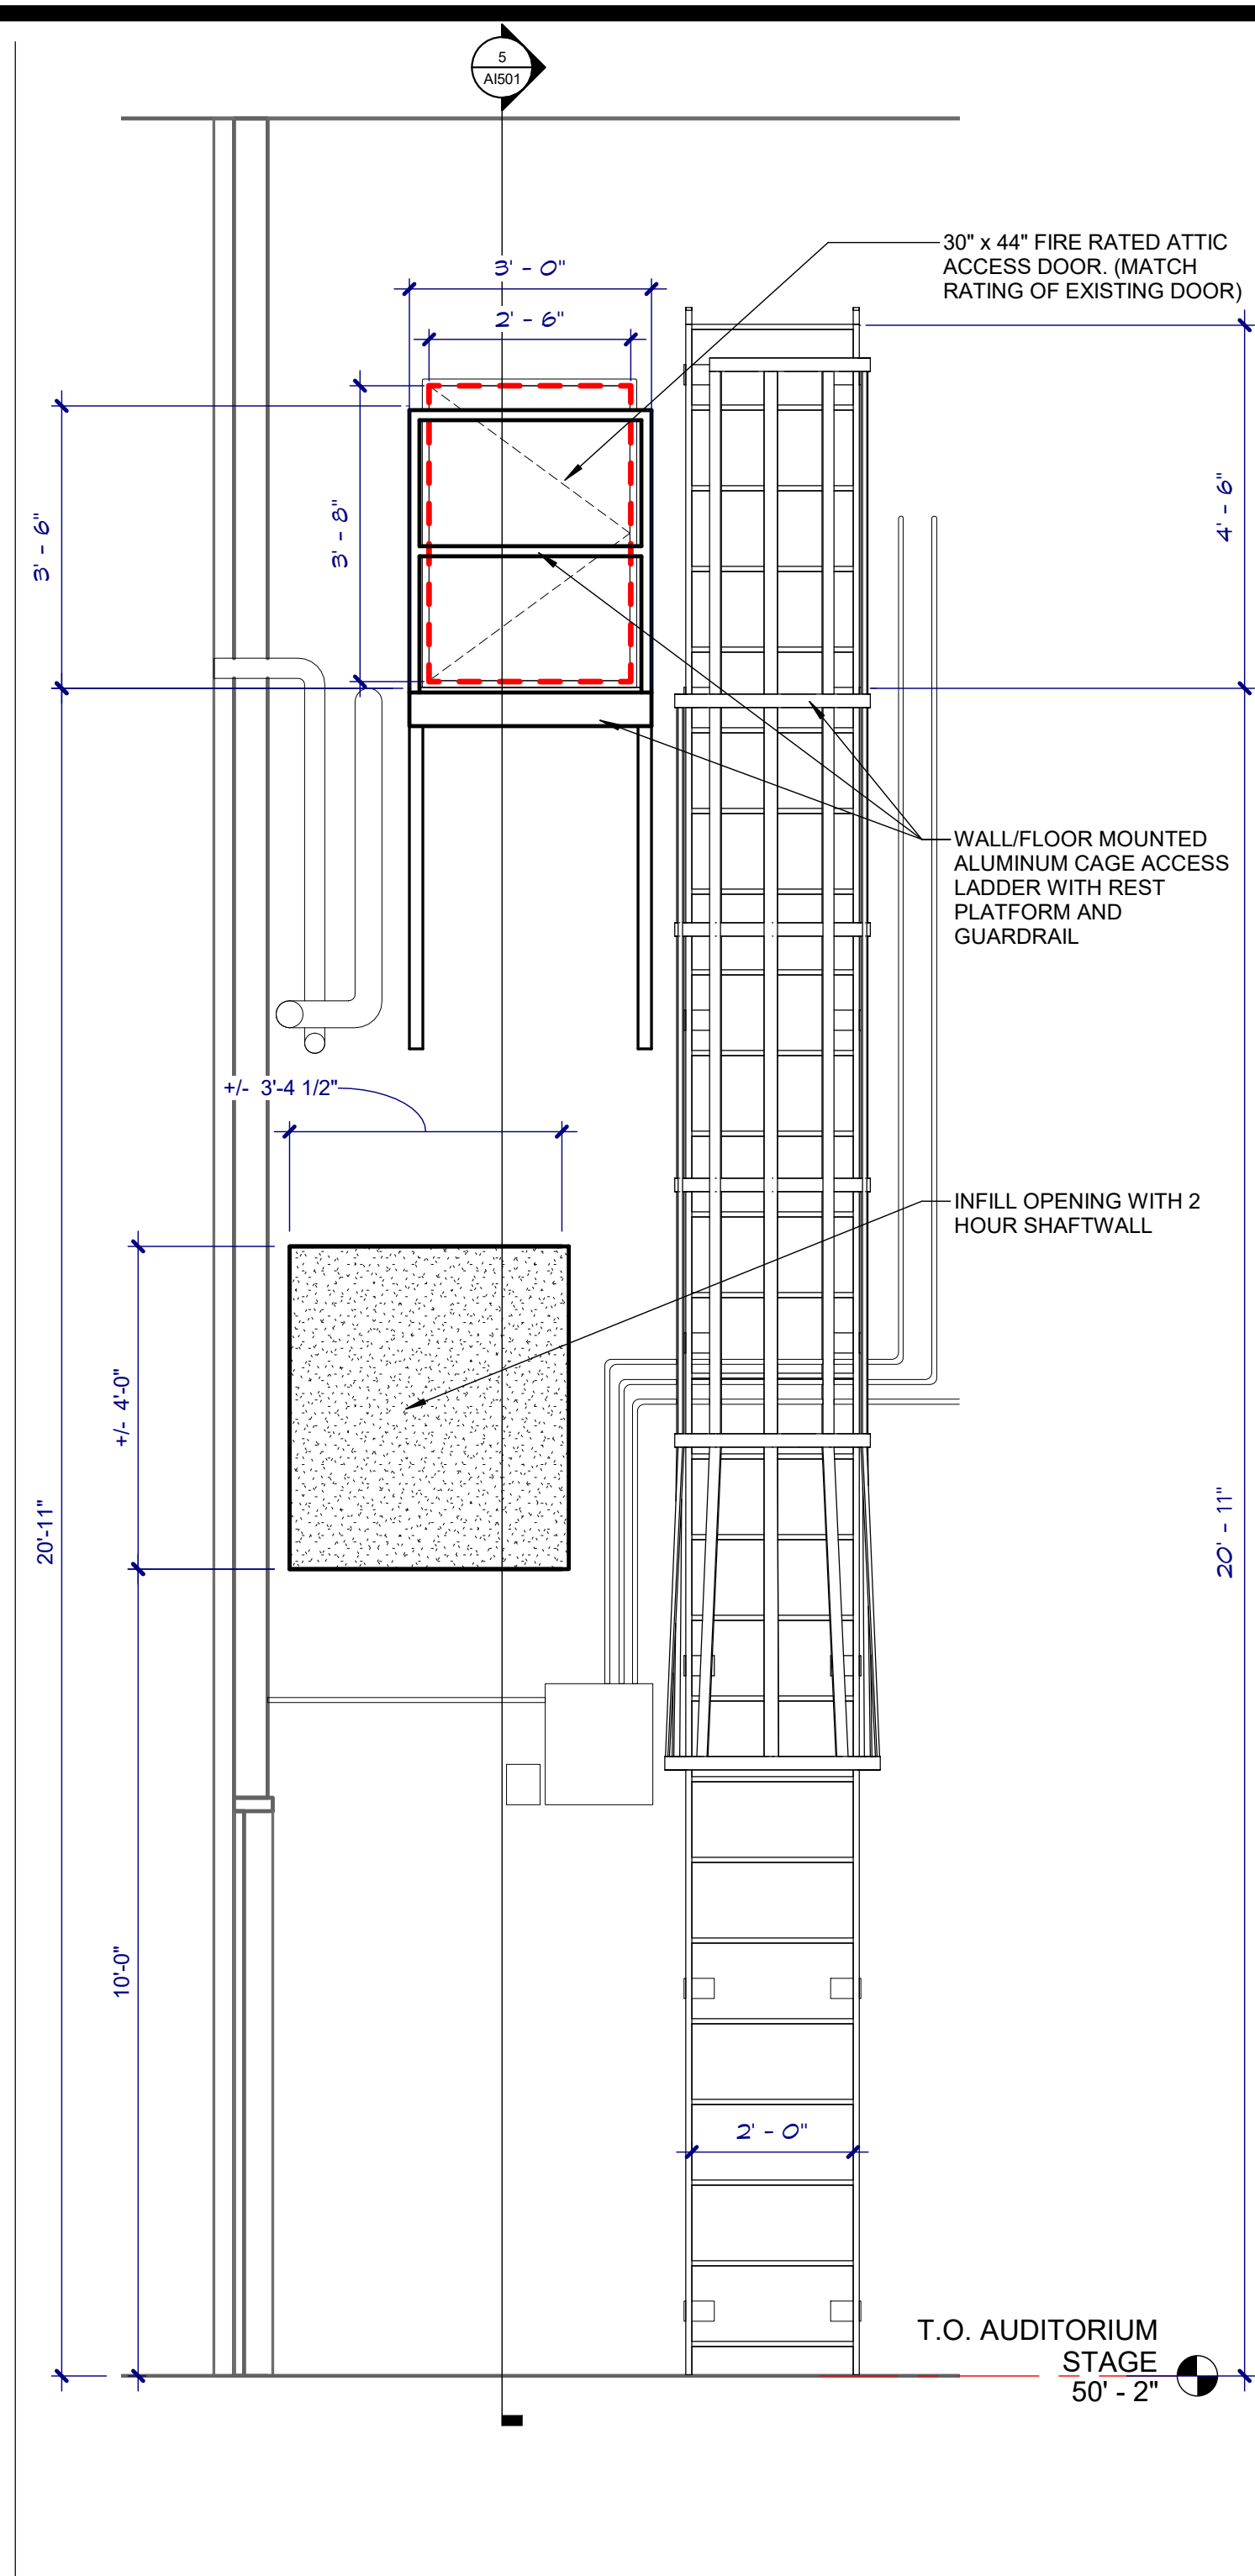 5
AI501
30" x 44" FIRE RATED ATTIC
ACCESS DOOR. (MATCH
RATING OF EXISTING DOOR)
3' - 0"
2' - 6"
3' - 6"
3' - 8"
4' - 6"
WALL/FLOOR MOUNTED
ALUMINUM CAGE ACCESS
LADDER WITH REST
PLATFORM AND
GUARDRAIL
+/-  3'-4 1/2"
INFILL OPENING WITH 2
HOUR SHAFTWALL
+/-  4'-0"
20'-11"
20' - 11"
10'-0"
2' - 0"
T.O. AUDITORIUM
STAGE
50' - 2"